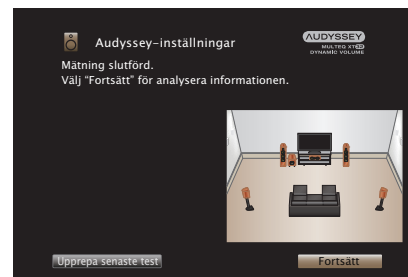 Audyssey-inställningar
AUDYSSEY
MULTEQ XT32
DYNAMIC VOLUME
Mätning slutförd.
Välj “Fortsätt” för analysera informationen.
Upprepa senaste test
Fortsätt